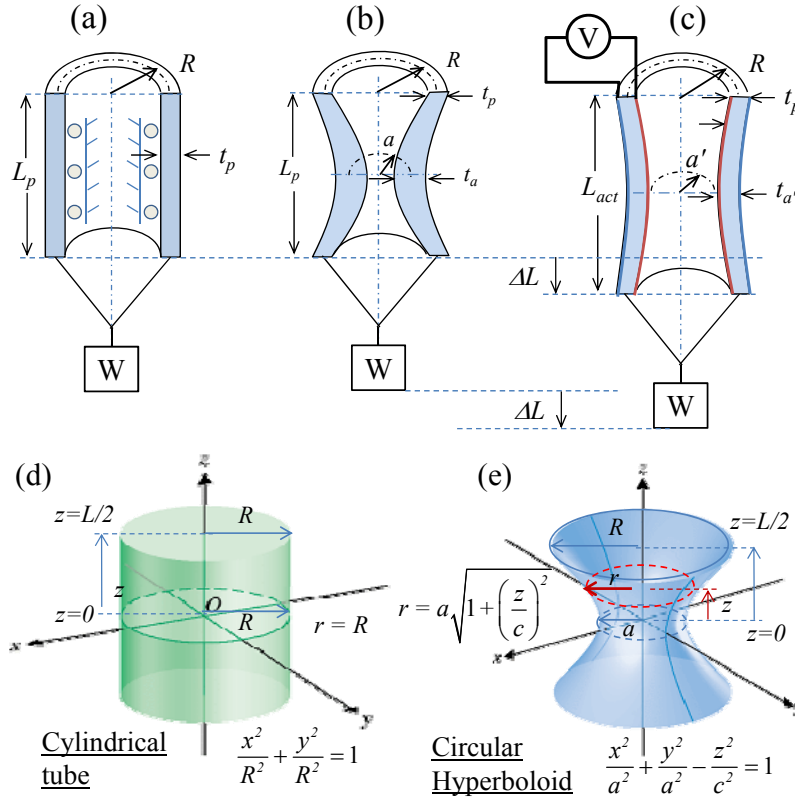 (a)
(b)
(c)
V
R
R
R
t_p
t_p
t_p
L_p
L_p
L_act
a
a'
t_a
t_a'
ΔL
ΔL
W
W
W
(d)
(e)
z
z=L/2
R
z
z=0
O
R
r = R
x
y
Cylindrical
tube
x²/R² + y²/R² = 1
z
z=L/2
R
r
r = a√(1 + (z/c)²)
z
a
z=0
x
Circular
Hyperboloid
x²/a² + y²/a² − z²/c² = 1